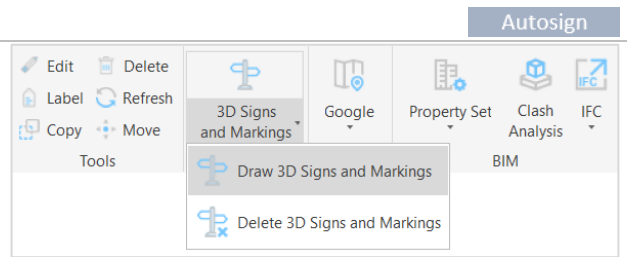 Autosign
Edit Delete
Label Refresh
Copy Move
Tools
3D Signs
and Markings
Google
Property Set
Clash
Analysis
IFC
IFC
BIM
Draw 3D Signs and Markings
Delete 3D Signs and Markings